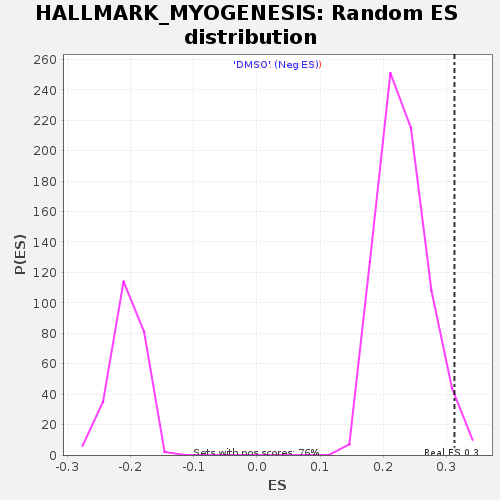 HALLMARK_MYOGENESIS: Random ES
distribution
'DMSO' (Neg ES))
260
240
220
200
180
160
140
120
100
80
60
40
20
0
P(ES)
Sets with pos scores: 76%
Real ES 0.3
-0.3 -0.2 -0.1 0.0 0.1 0.2 0.3
ES